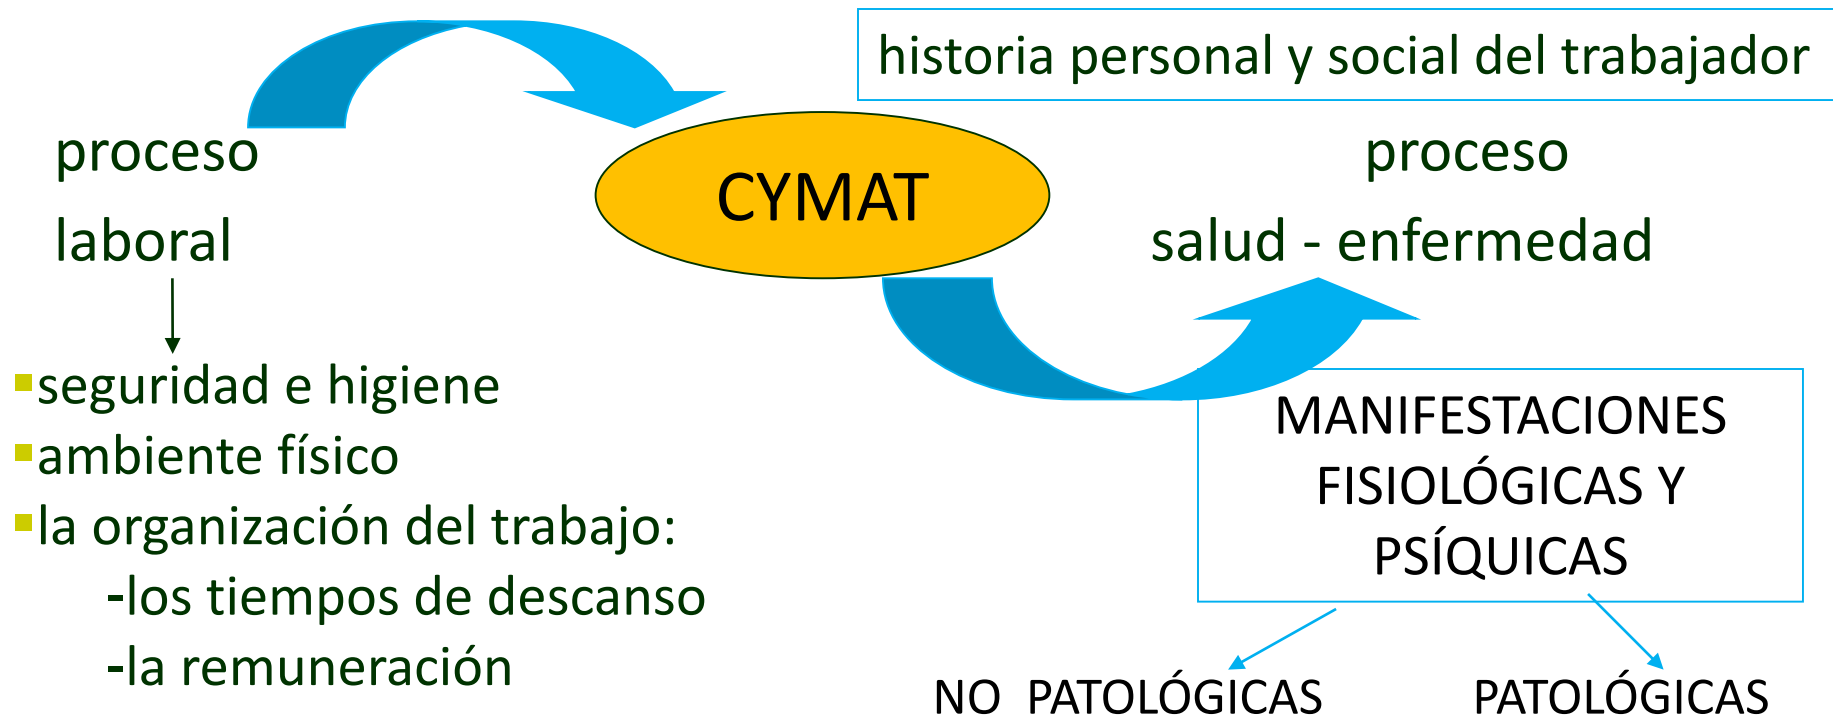 historia personal y social del trabajador
proceso
laboral
CYMAT
proceso
salud - enfermedad
seguridad e higiene
ambiente físico
la organización del trabajo:
-los tiempos de descanso
-la remuneración
MANIFESTACIONES
FISIOLÓGICAS Y
PSÍQUICAS
NO PATOLÓGICAS
PATOLÓGICAS